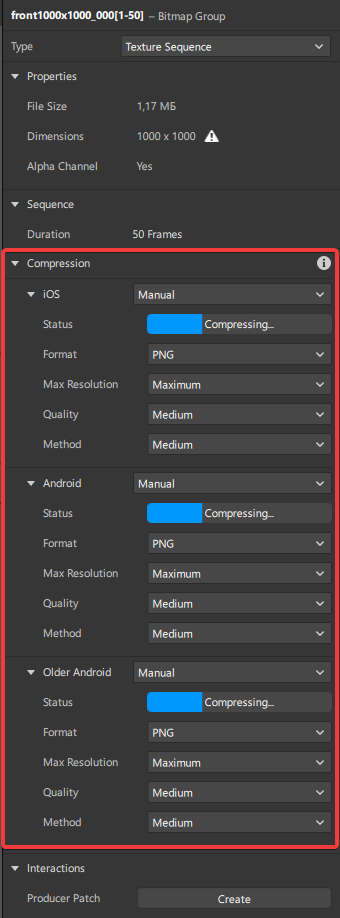 front1000x1000_000[1-50] – Bitmap Group
Type Texture Sequence
Properties
File Size 1,17 МБ
Dimensions 1000 x 1000
Alpha Channel Yes
Sequence
Duration 50 Frames
Compression
iOS Manual
Status Compressing...
Format PNG
Max Resolution Maximum
Quality Medium
Method Medium
Android Manual
Status Compressing...
Format PNG
Max Resolution Maximum
Quality Medium
Method Medium
Older Android Manual
Status Compressing...
Format PNG
Max Resolution Maximum
Quality Medium
Method Medium
Interactions
Producer Patch Create